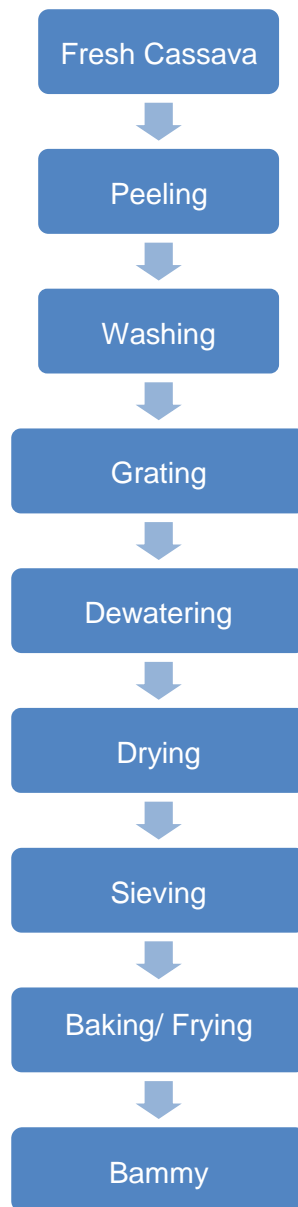 Fresh Cassava
Peeling
Washing
Grating
Dewatering
Drying
Sieving
Baking/ Frying
Bammy